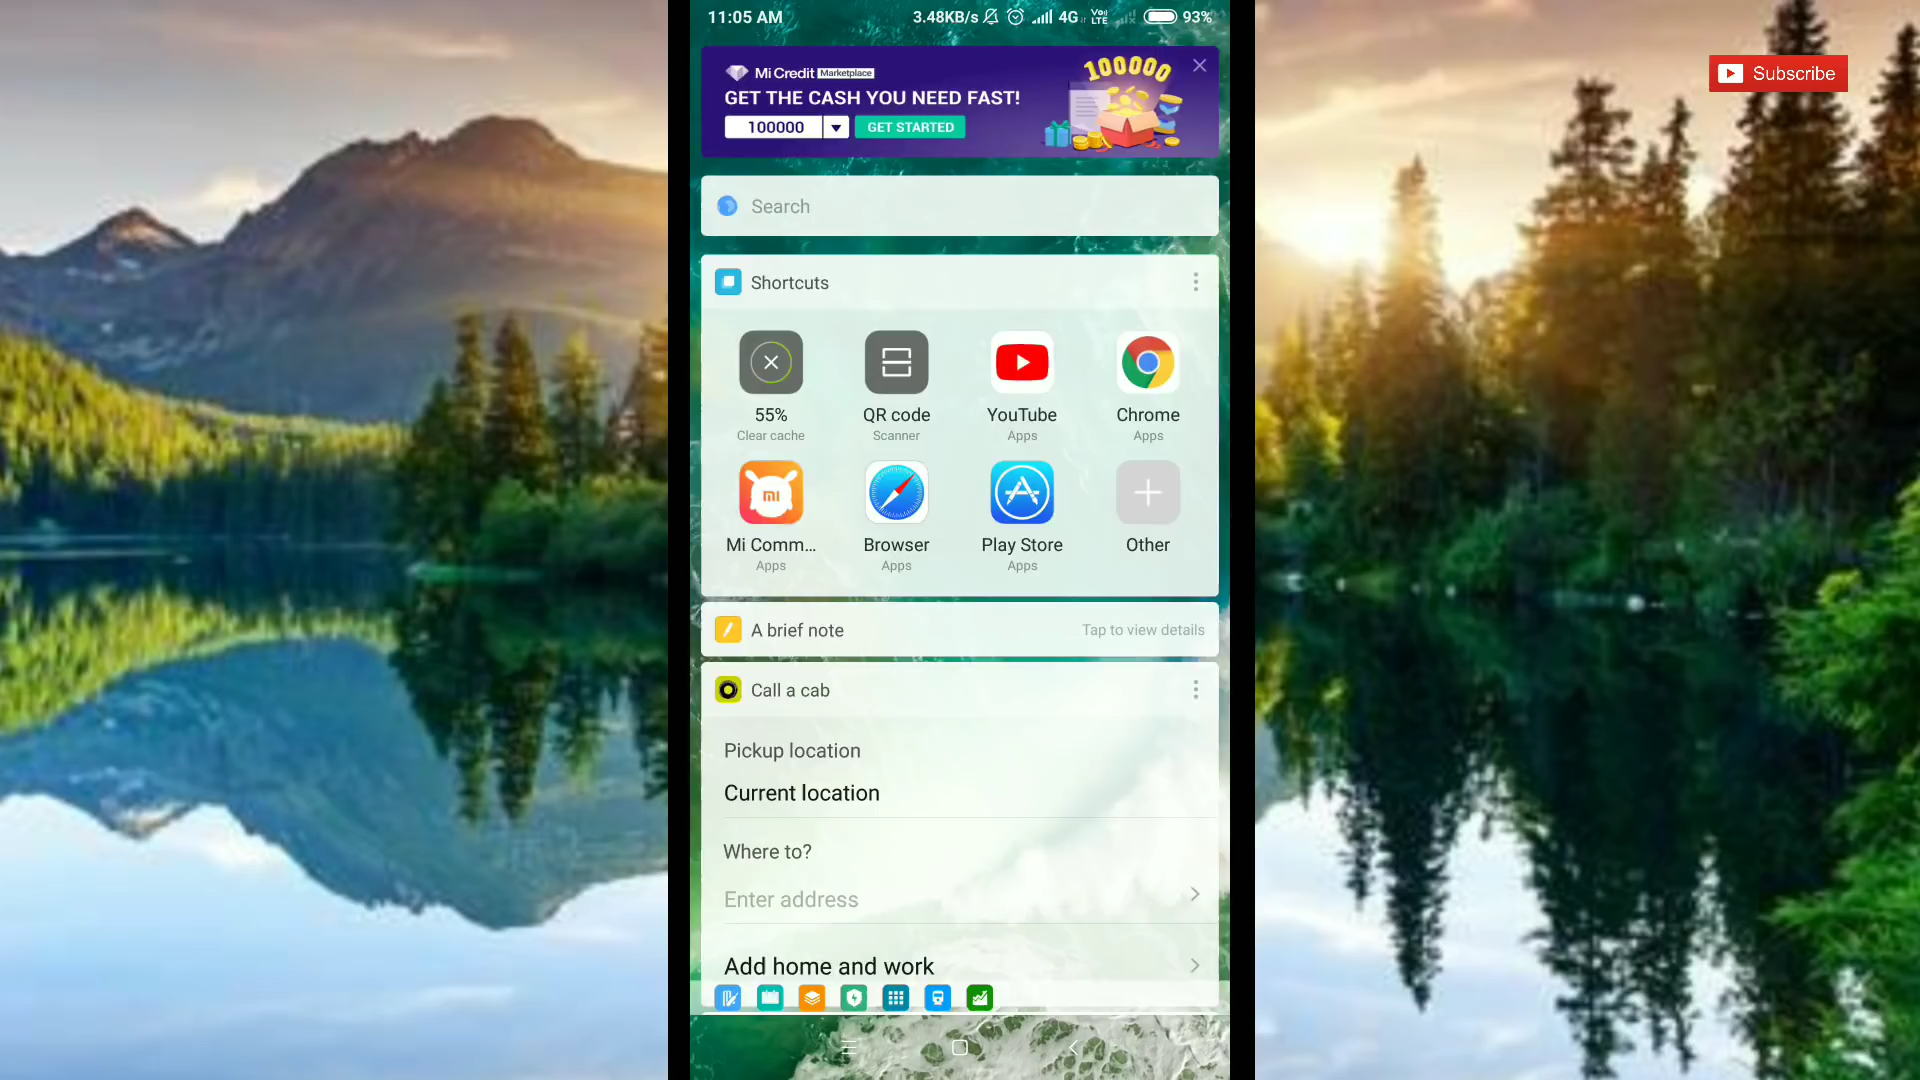 11:05 AM 3.48KB/s 4G Vo LTE 93%
Mi Credit Marketplace
GET THE CASH YOU NEED FAST!
100000 GET STARTED
100000
Subscribe
Search
Shortcuts
55% QR code YouTube Chrome
Clear cache Scanner Apps Apps
mi
Mi Comm... Browser Play Store Other
Apps Apps Apps
A brief note Tap to view details
Call a cab
Pickup location
Current location
Where to?
Enter address
Add home and work